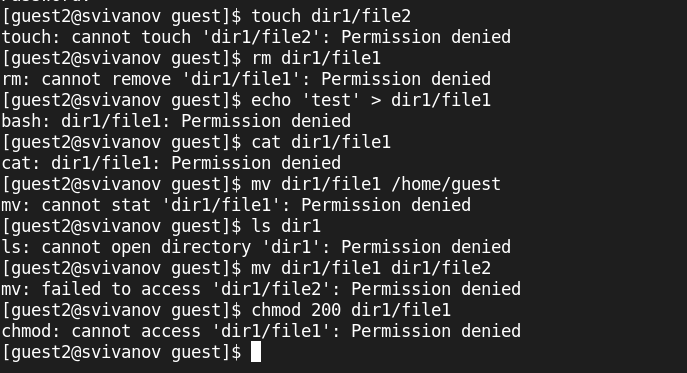 [guest2@svivanov guest]$ touch dir1/file2
touch: cannot touch 'dir1/file2': Permission denied
[guest2@svivanov guest]$ rm dir1/file1
rm: cannot remove 'dir1/file1': Permission denied
[guest2@svivanov guest]$ echo 'test' > dir1/file1
bash: dir1/file1: Permission denied
[guest2@svivanov guest]$ cat dir1/file1
cat: dir1/file1: Permission denied
[guest2@svivanov guest]$ mv dir1/file1 /home/guest
mv: cannot stat 'dir1/file1': Permission denied
[guest2@svivanov guest]$ ls dir1
ls: cannot open directory 'dir1': Permission denied
[guest2@svivanov guest]$ mv dir1/file1 dir1/file2
mv: failed to access 'dir1/file2': Permission denied
[guest2@svivanov guest]$ chmod 200 dir1/file1
chmod: cannot access 'dir1/file1': Permission denied
[guest2@svivanov guest]$